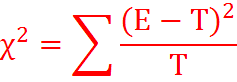 χ² = ∑ (E − T)² / T